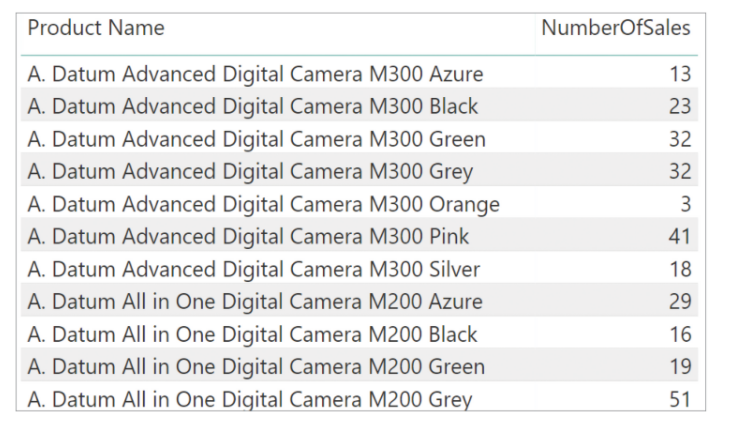 Product Name NumberOfSales
A. Datum Advanced Digital Camera M300 Azure 13
A. Datum Advanced Digital Camera M300 Black 23
A. Datum Advanced Digital Camera M300 Green 32
A. Datum Advanced Digital Camera M300 Grey 32
A. Datum Advanced Digital Camera M300 Orange 3
A. Datum Advanced Digital Camera M300 Pink 41
A. Datum Advanced Digital Camera M300 Silver 18
A. Datum All in One Digital Camera M200 Azure 29
A. Datum All in One Digital Camera M200 Black 16
A. Datum All in One Digital Camera M200 Green 19
A. Datum All in One Digital Camera M200 Grey 51